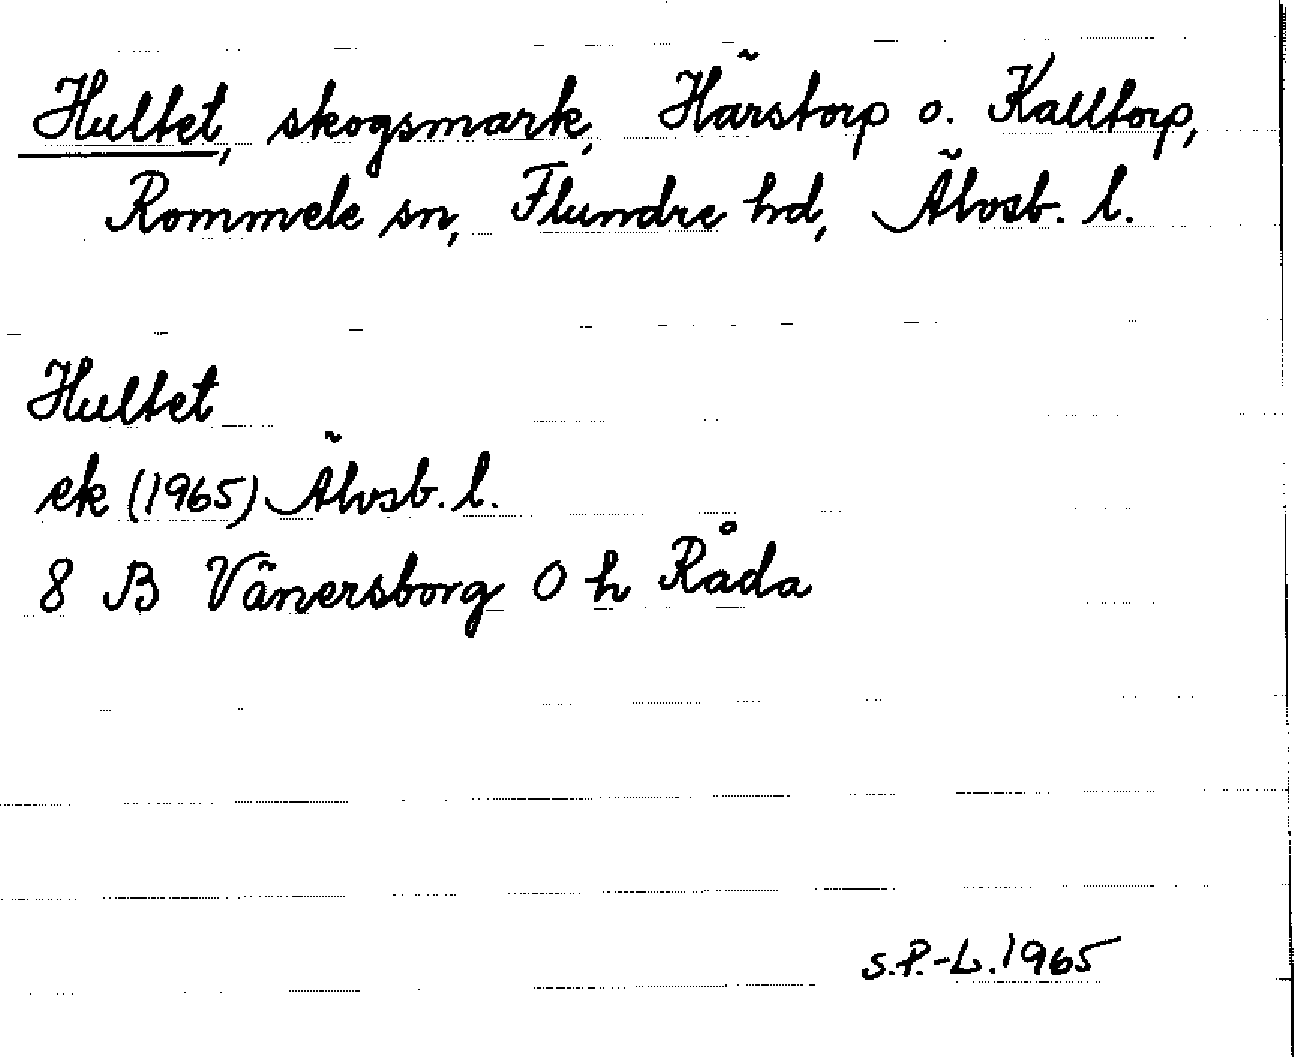 Hultet, skogsmark, Härstorp o. Kalltorp,
Rommele sn, Flundre hd, Älvsb. l.
Hultet
ek (1965) Älvsb. l.
8 B Vänersborg 0 h Råda
S.P.-L. 1965